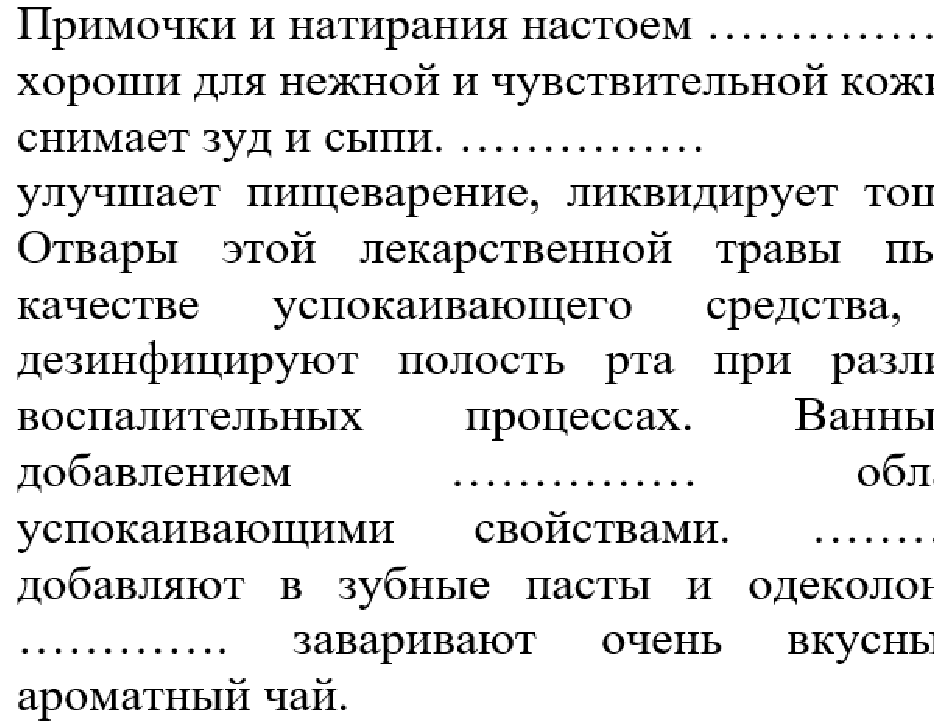 Примочки и натирания настоем ……………
хороши для нежной и чувствительной кожи
снимает зуд и сыпи. ……………
улучшает пищеварение, ликвидирует тош
Отвары этой лекарственной травы пь
качестве успокаивающего средства,
дезинфицируют полость рта при разли
воспалительных процессах. Ванны
добавлением …………… обла
успокаивающими свойствами. ………
добавляют в зубные пасты и одеколон
…………. заваривают очень вкусны
ароматный чай.